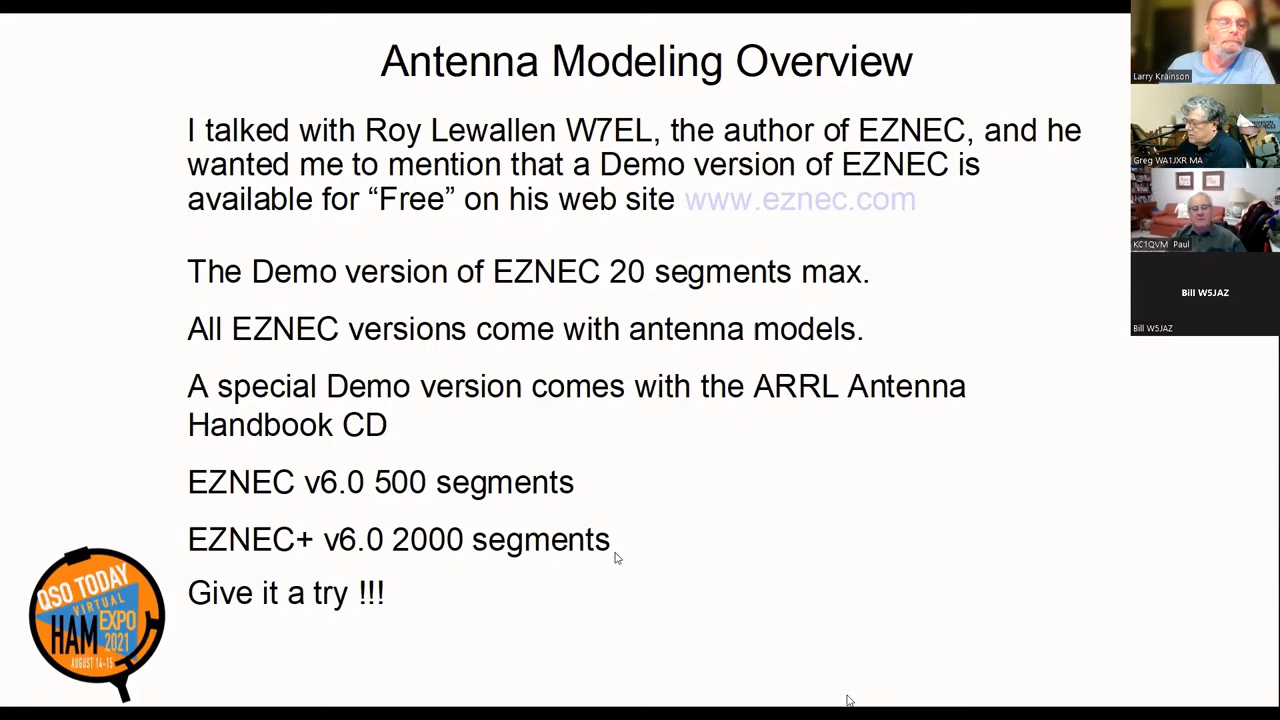 Antenna Modeling Overview
I talked with Roy Lewallen W7EL, the author of EZNEC, and he
wanted me to mention that a Demo version of EZNEC is
available for “Free” on his web site www.eznec.com
The Demo version of EZNEC 20 segments max.
All EZNEC versions come with antenna models.
A special Demo version comes with the ARRL Antenna
Handbook CD
EZNEC v6.0 500 segments
EZNEC+ v6.0 2000 segments
Give it a try !!!
QSO TODAY
VIRTUAL
HAM
EXPO
2021
AUGUST 14-15
Larry Krainson
Greg WA1JXR MA
KC1QVM Paul
Bill W5JAZ
Bill W5JAZ